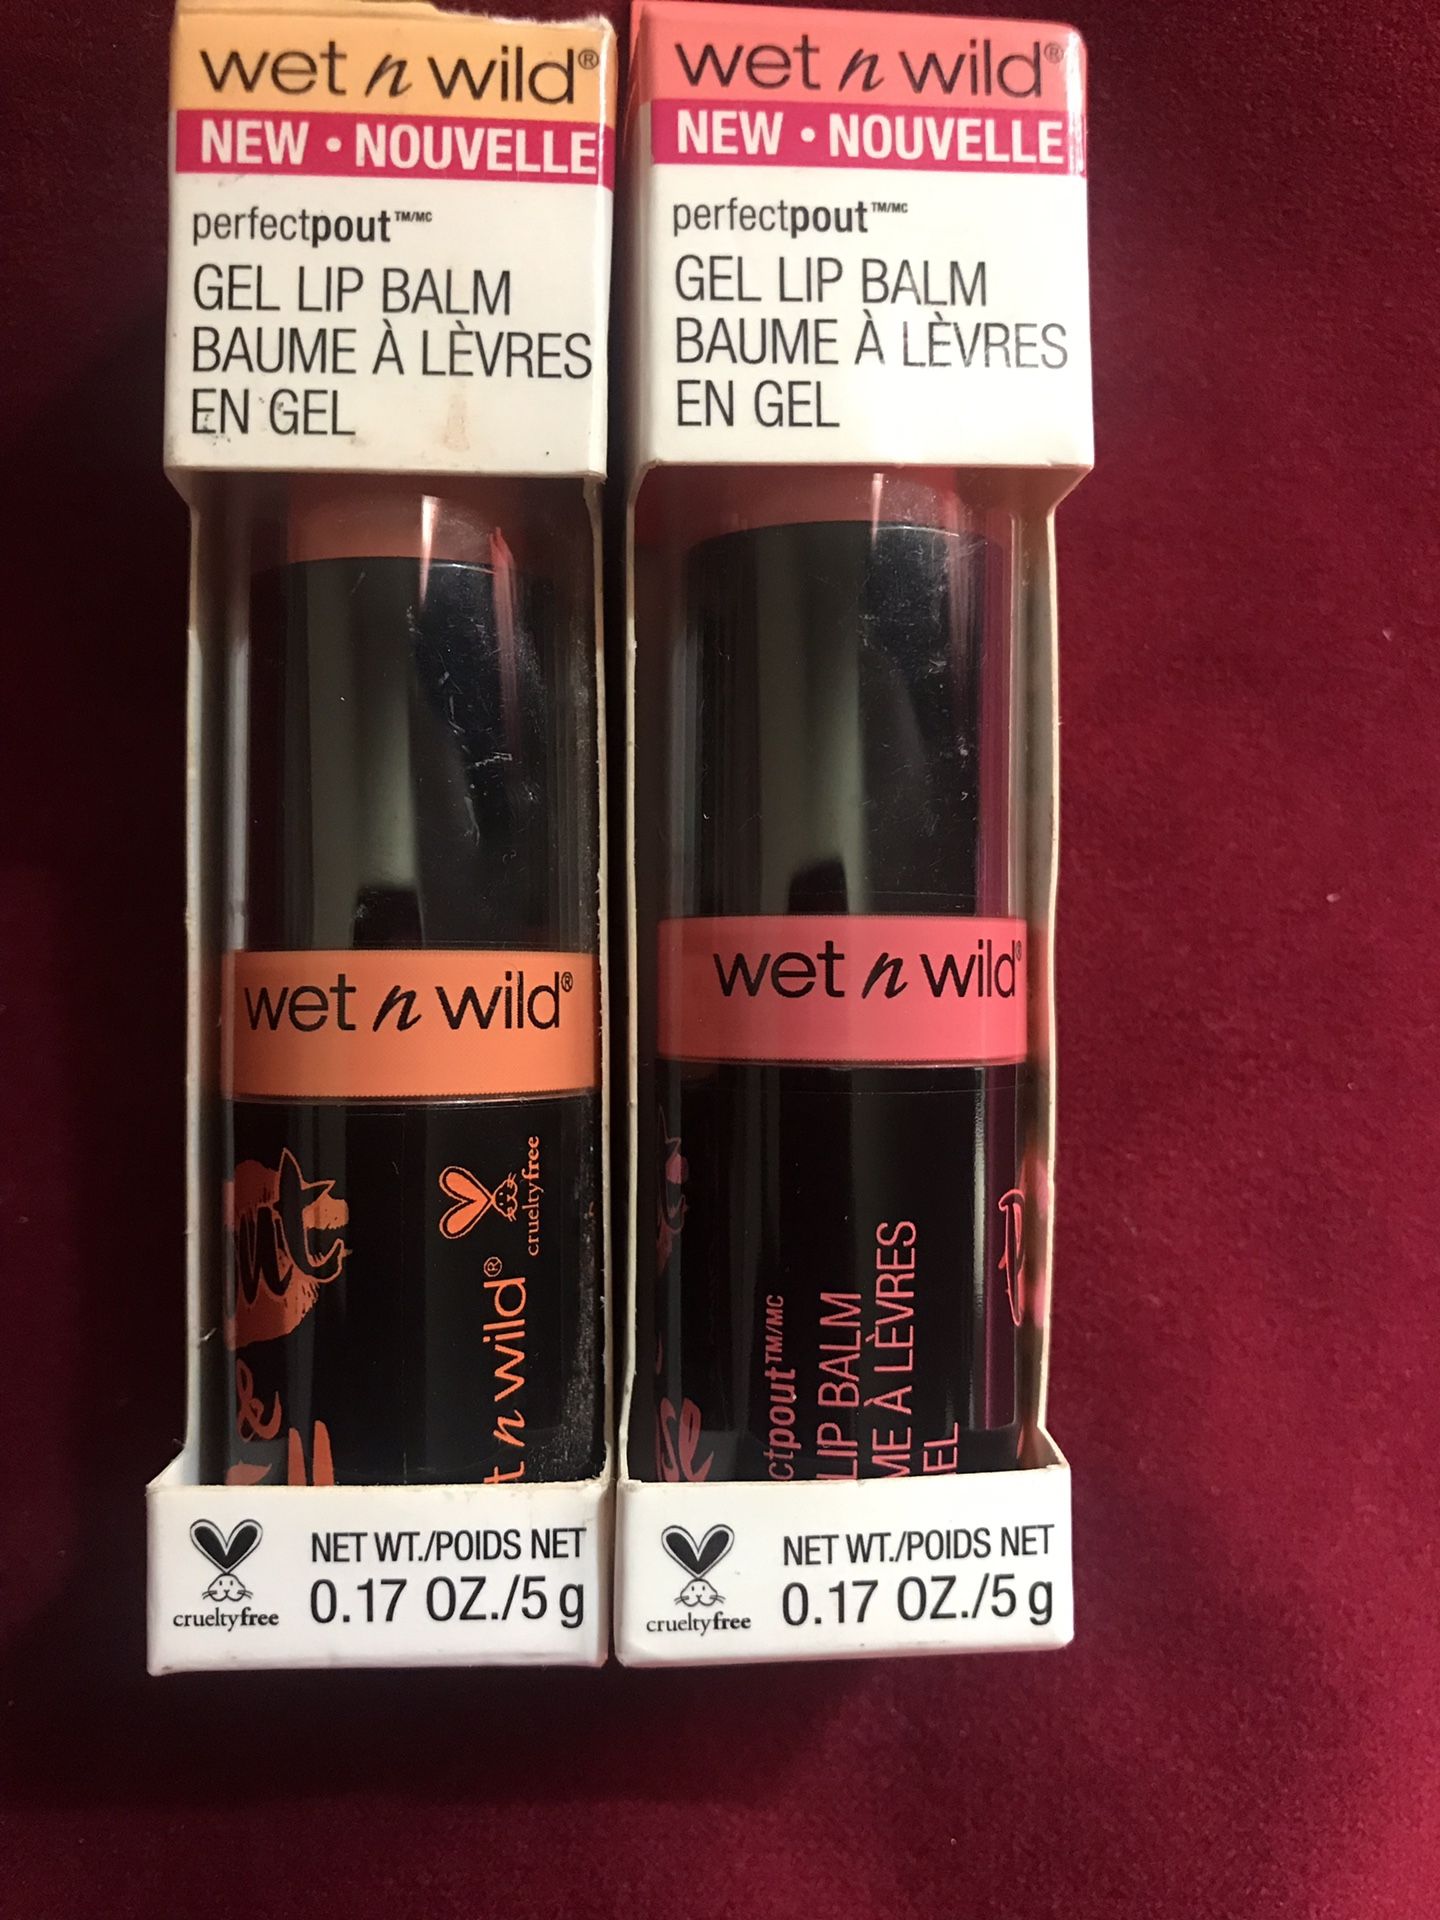 wet n wild®
NEW • NOUVELLE
perfectpout™/MC
GEL LIP BALM
BAUME À LÈVRES
EN GEL
wet n wild®
crueltyfree
n wild®
&
crueltyfree
NET WT./POIDS NET
0.17 OZ./5 g
wet n wild®
NEW • NOUVELLE
perfectpout™/MC
GEL LIP BALM
BAUME À LÈVRES
EN GEL
wet n wild®
ctpout™/MC
LIP BALM
ME À LÈVRES
EL
crueltyfree
NET WT./POIDS NET
0.17 OZ./5 g